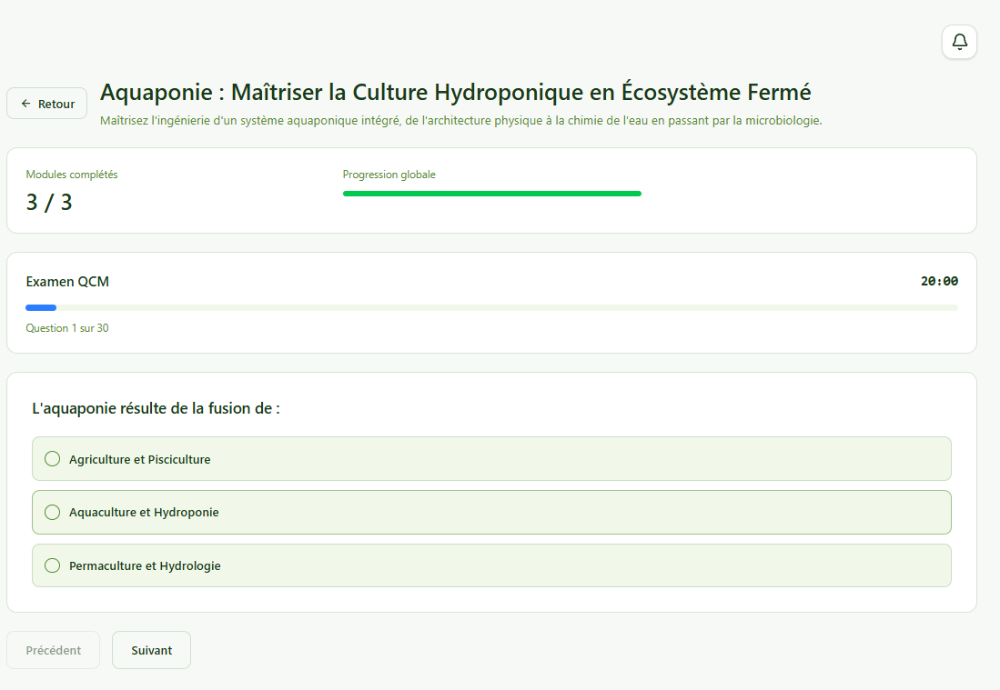 Retour
Aquaponie : Maîtriser la Culture Hydroponique en Écosystème Fermé
Maîtrisez l'ingénierie d'un système aquaponique intégré, de l'architecture physique à la chimie de l'eau en passant par la microbiologie.
Modules complétés
3 / 3
Progression globale
Examen QCM
20:00
Question 1 sur 30
L'aquaponie résulte de la fusion de :
Agriculture et Pisciculture
Aquaculture et Hydroponie
Permaculture et Hydrologie
Précédent
Suivant